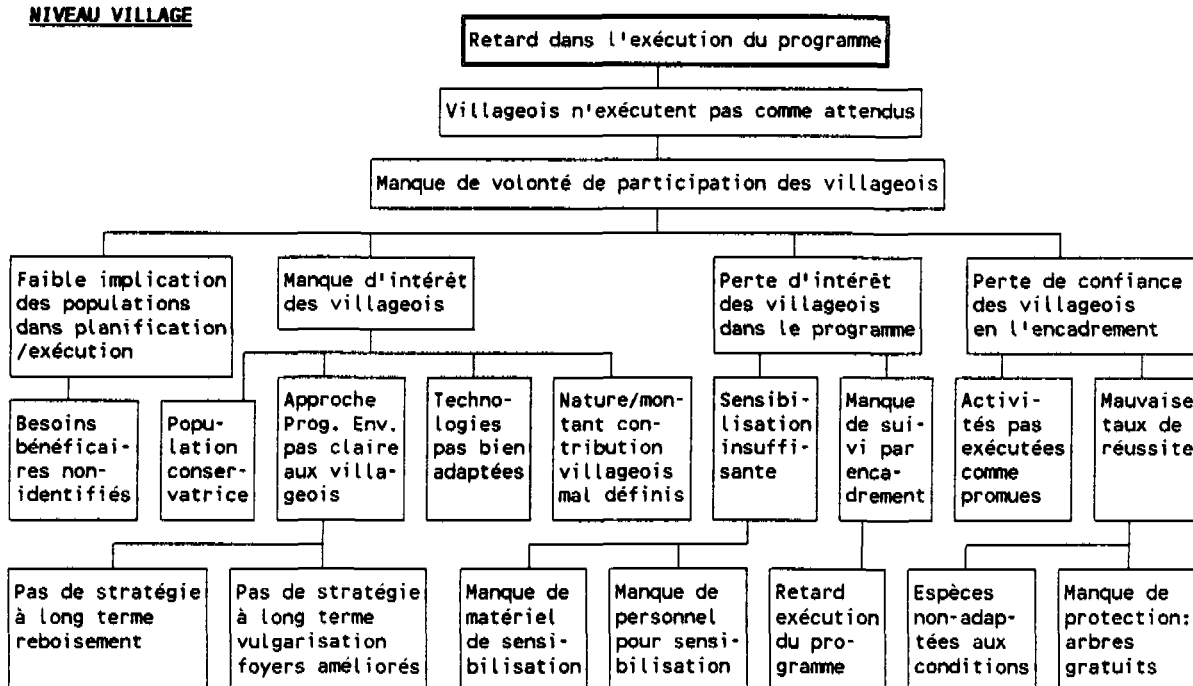 NIVEAU VILLAGE
Retard dans l'exécution du programme
Villageois n'exécutent pas comme attendus
Manque de volonté de participation des villageois
Faible implication
des populations
dans planification
/exécution
Manque d'intérêt
des villageois
Perte d'intérêt
des villageois
dans le programme
Perte de confiance
des villageois
en l'encadrement
Besoins
bénéficai-
res non-
identifiés
Popu-
lation
conser-
vatrice
Approche
Prog. Env.
pas claire
aux villa-
geois
Techno-
logies
pas bien
adaptées
Nature/mon-
tant con-
tribution
villageois
mal définis
Sensibi-
lisation
insuffi-
sante
Manque
de sui-
vi par
enca-
drement
Activi-
tés pas
exécutées
comme
promues
Mauvaise
taux de
réussite
Pas de stratégie
à long terme
reboisement
Pas de stratégie
à long terme
vulgarisation
foyers améliorés
Manque de
matériel
de sensi-
bilisation
Manque de
personnel
pour sensi-
bilisation
Retard
exécution
du pro-
gramme
Espèces
non-adap-
tées aux
conditions
Manque de
protection:
arbres
gratuits